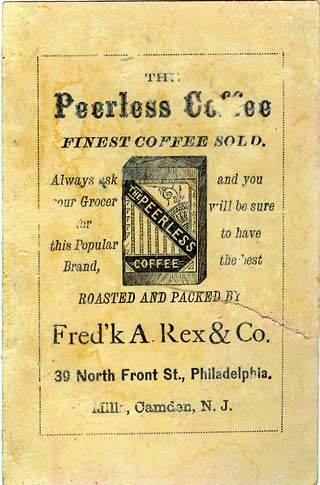 THE
Peerless Coffee
FINEST COFFEE SOLD.
Always ask
your Grocer
for
this Popular
Brand,
THE PEERLESS
COFFEE
and you
will be sure
to have
the best
ROASTED AND PACKED BY
Fred'k A. Rex & Co.
39 North Front St., Philadelphia.
Mills, Camden, N. J.